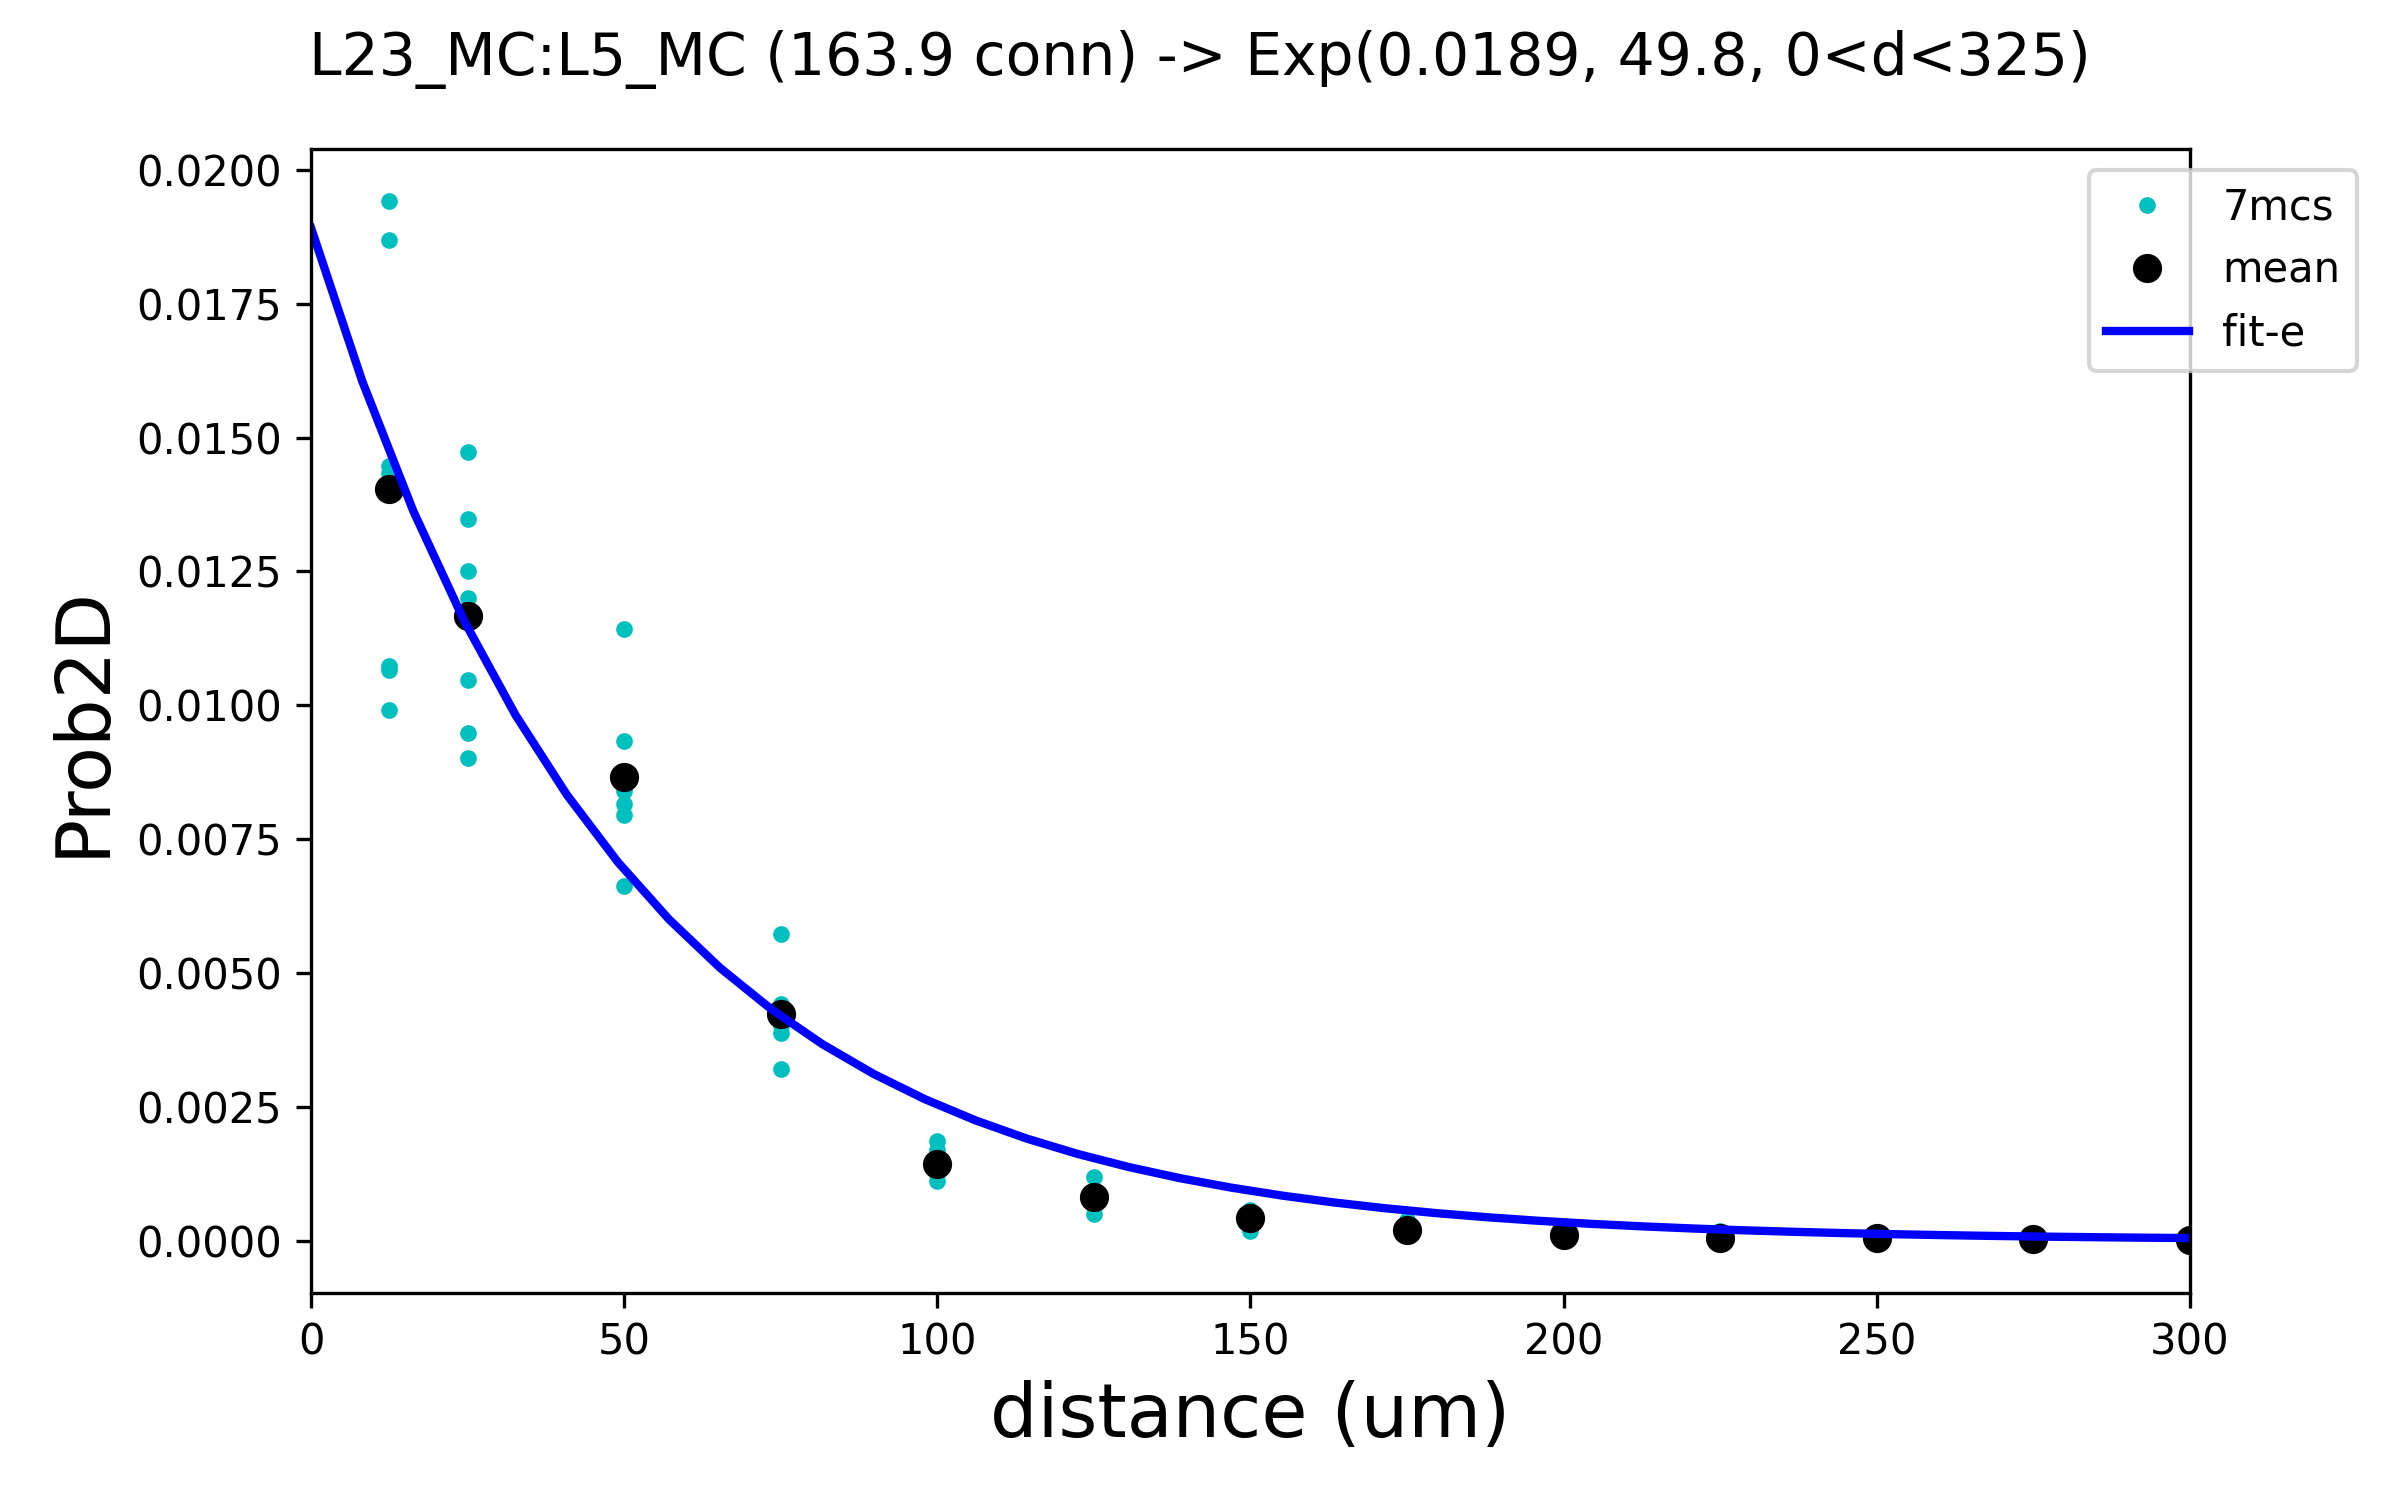 L23_MC:L5_MC (163.9 conn) -> Exp(0.0189, 49.8, 0<d<325)
7mcs
mean
fit-e
Prob2D
0.0200
0.0175
0.0150
0.0125
0.0100
0.0075
0.0050
0.0025
0.0000
0 50 100 150 200 250 300
distance (um)